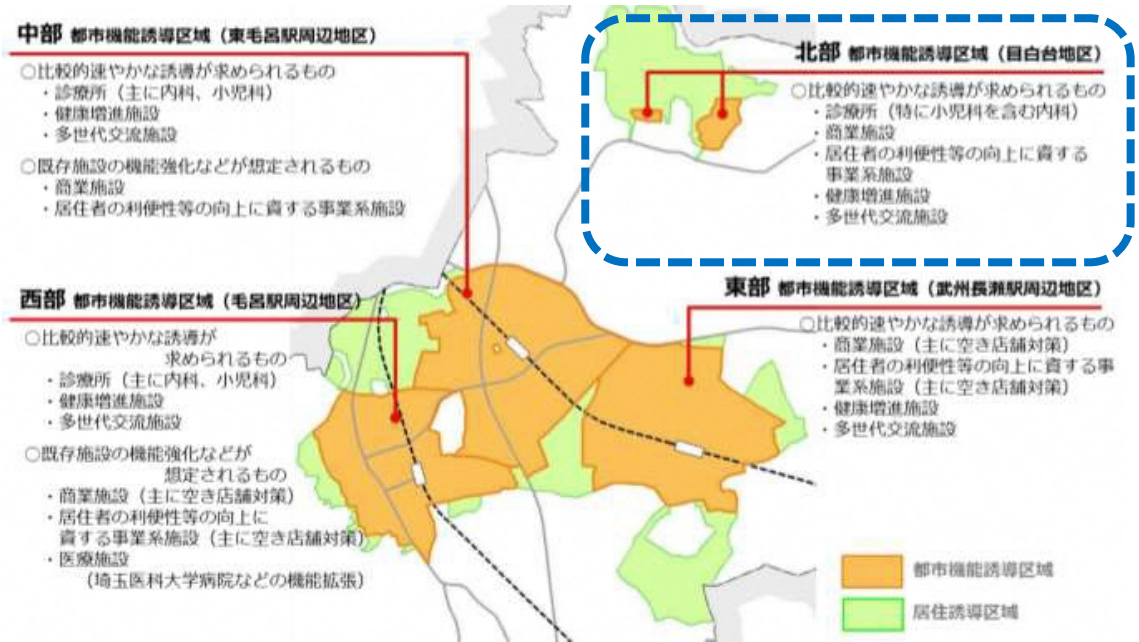 中部 都市機能誘導区域（東毛呂駅周辺地区）
○比較的速やかな誘導が求められるもの
・診療所（主に内科、小児科）
・健康増進施設
・多世代交流施設
○既存施設の機能強化などが想定されるもの
・商業施設
・居住者の利便性等の向上に資する事業系施設
北部 都市機能誘導区域（目白台地区）
○比較的速やかな誘導が求められるもの
・診療所（特に小児科を含む内科）
・商業施設
・居住者の利便性等の向上に資する
事業系施設
・健康増進施設
・多世代交流施設
西部 都市機能誘導区域（毛呂駅周辺地区）
○比較的速やかな誘導が
求められるもの
・診療所（主に内科、小児科）
・健康増進施設
・多世代交流施設
○既存施設の機能強化などが
想定されるもの
・商業施設（主に空き店舗対策）
・居住者の利便性等の向上に
資する事業系施設（主に空き店舗対策）
・医療施設
（埼玉医科大学病院などの機能拡張）
東部 都市機能誘導区域（武州長瀬駅周辺地区）
○比較的速やかな誘導が求められるもの
・商業施設（主に空き店舗対策）
・居住者の利便性等の向上に資する事
業系施設（主に空き店舗対策）
・健康増進施設
・多世代交流施設
都市機能誘導区域
居住誘導区域